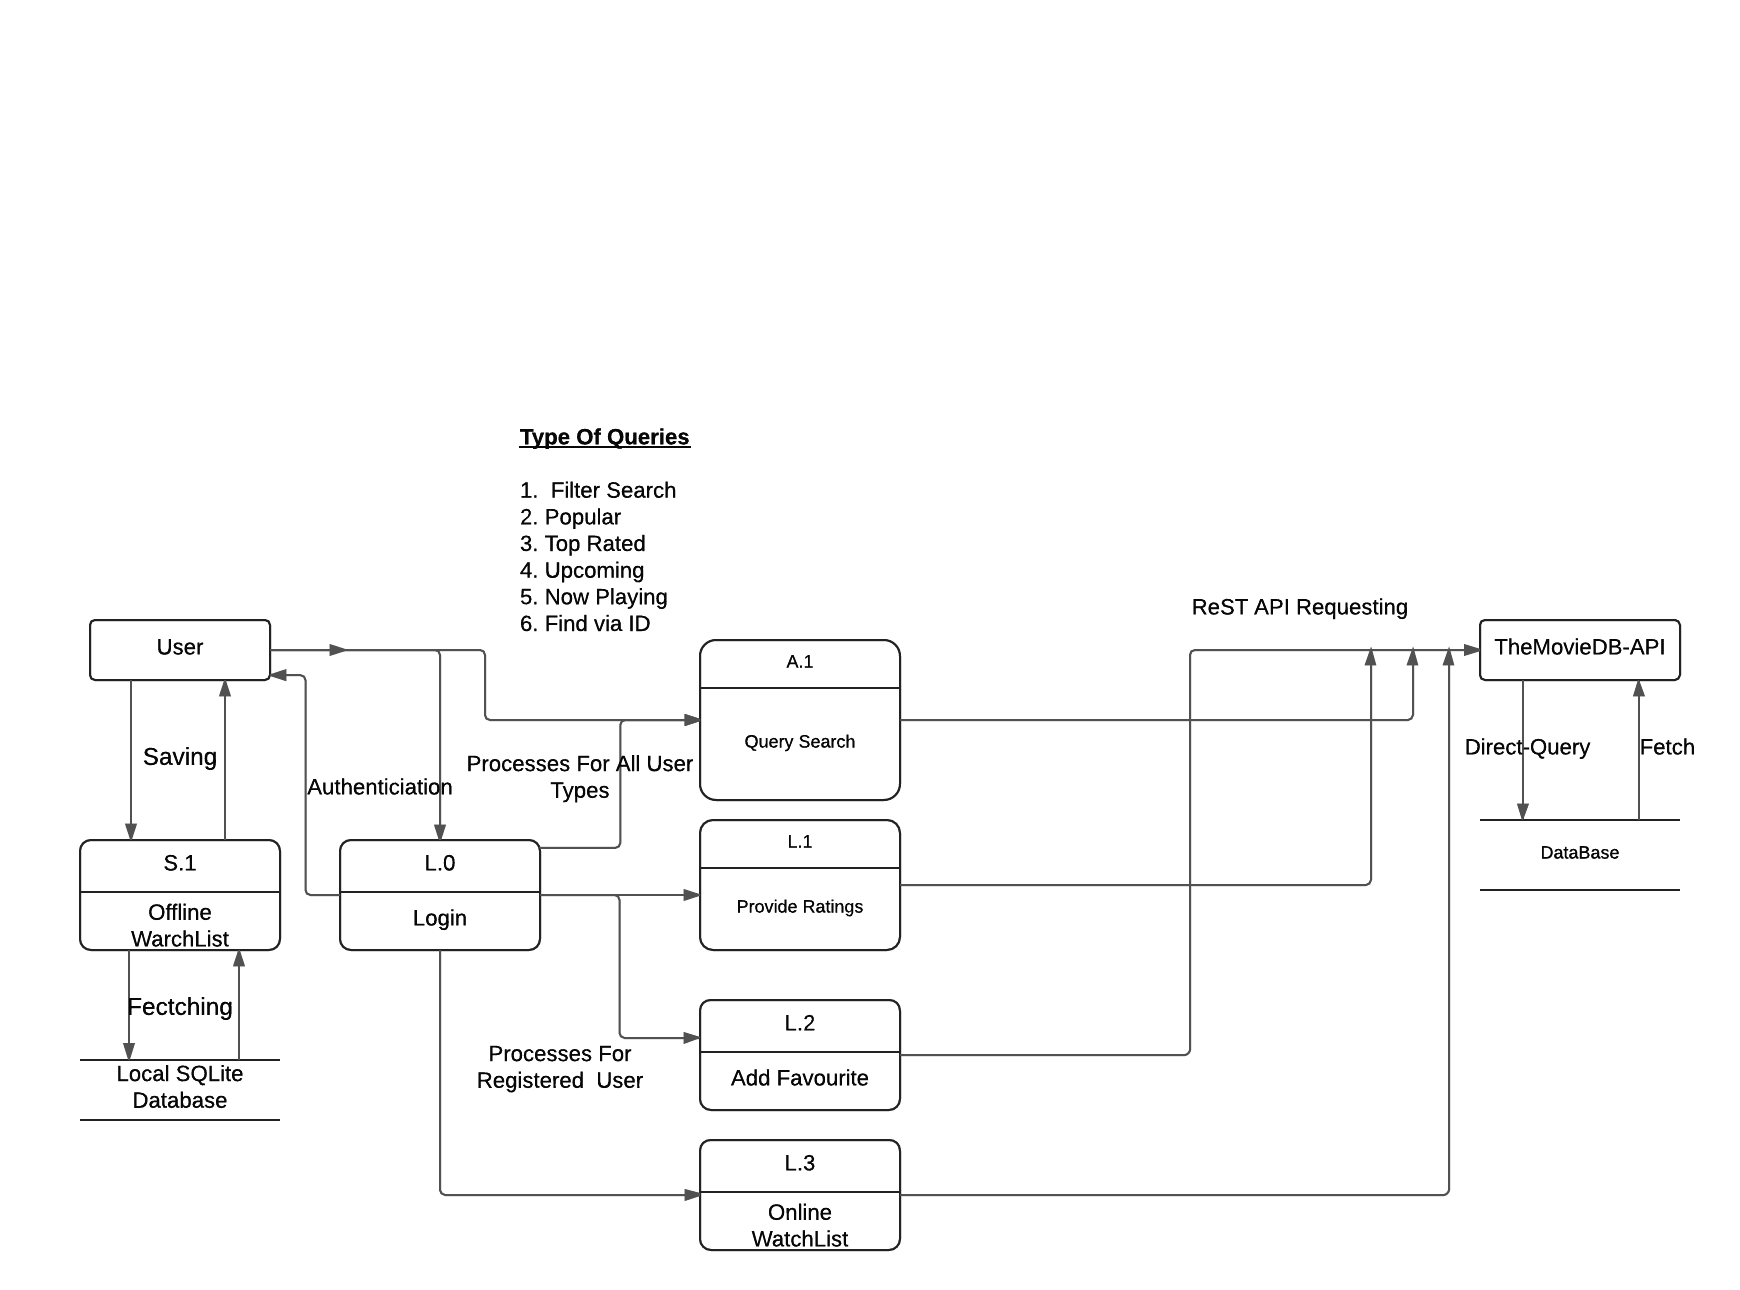 Type Of Queries
1.  Filter Search
2. Popular
3. Top Rated
4. Upcoming
5. Now Playing
6. Find via ID
ReST API Requesting
User
A.1
Query Search
TheMovieDB-API
Saving
Authenticiation
Processes For All User
Types
Direct-Query
Fetch
DataBase
S.1
Offline
WarchList
L.0
Login
L.1
Provide Ratings
Fectching
Local SQLite
Database
Processes For
Registered  User
L.2
Add Favourite
L.3
Online
WatchList